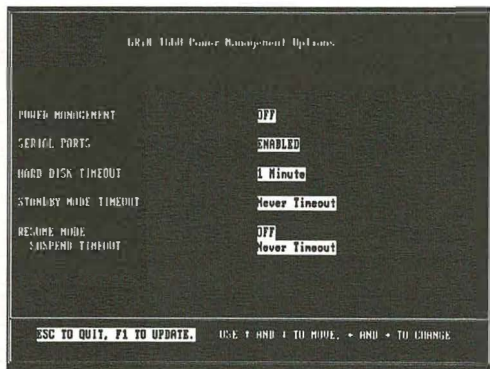 GRiD 1660 Power Management Options
POWER MANAGEMENT OFF
SERIAL PORTS ENABLED
HARD DISK TIMEOUT 1 Minute
STANDBY MODE TIMEOUT Never Timeout
RESUME MODE OFF
SUSPEND TIMEOUT Never Timeout
ESC TO QUIT, F1 TO UPDATE. USE ↑ AND ↓ TO MOVE, ← AND → TO CHANGE